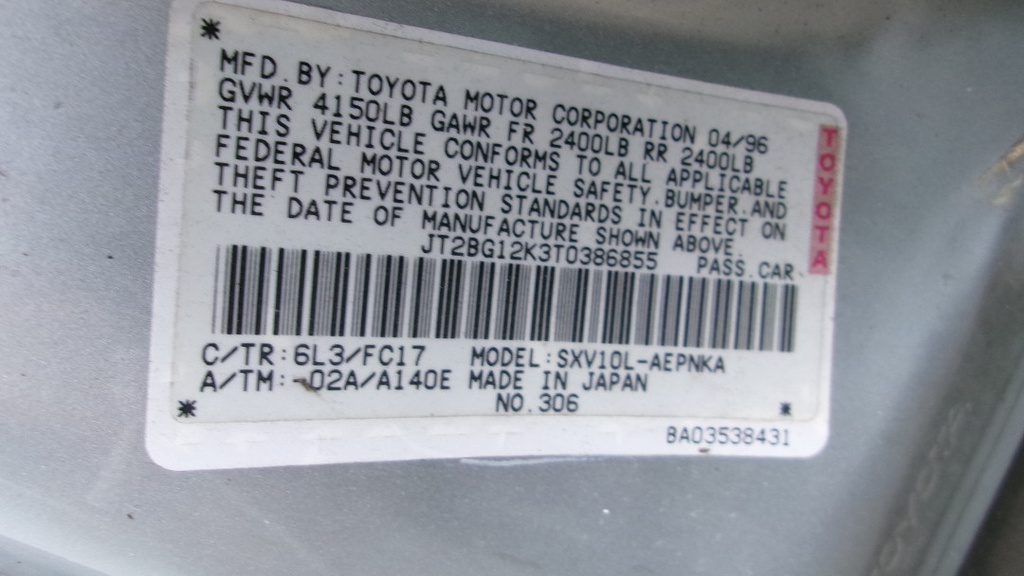 MFD. BY: TOYOTA MOTOR CORPORATION 04/96
GVWR 4150LB GAWR FR 2400LB RR 2400LB
THIS VEHICLE CONFORMS TO ALL APPLICABLE
FEDERAL MOTOR VEHICLE SAFETY, BUMPER, AND
THEFT PREVENTION STANDARDS IN EFFECT ON
THE DATE OF MANUFACTURE SHOWN ABOVE.
JT2BG12K3T0386855 PASS. CAR
C/TR: 6L3/FC17 MODEL: SXV10L-AEPNKA
A/TM: -02A/A140E MADE IN JAPAN
NO. 306
BA03538431
TOYOTA